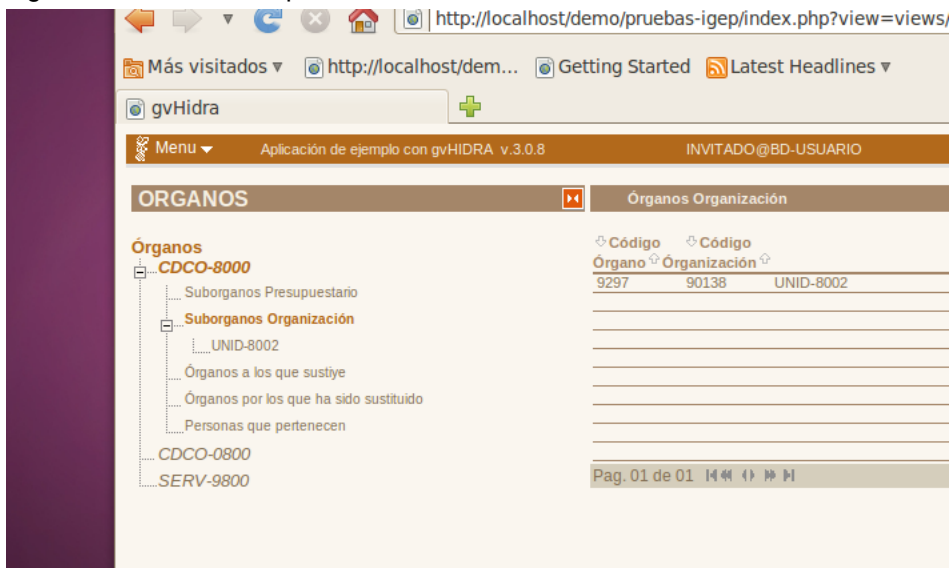 http://localhost/demo/pruebas-igep/index.php?view=views/
Más visitados http://localhost/dem... Getting Started Latest Headlines
gvHidra
Menu Aplicación de ejemplo con gvHIDRA v.3.0.8 INVITADO@BD-USUARIO
ORGANOS
Órganos
CDCO-8000
Suborganos Presupuestario
Suborganos Organización
UNID-8002
Órganos a los que sustiye
Órganos por los que ha sido sustituido
Personas que pertenecen
CDCO-0800
SERV-9800
Órganos Organización
Código Código
Órgano Órganización
9297 90138 UNID-8002
Pag. 01 de 01